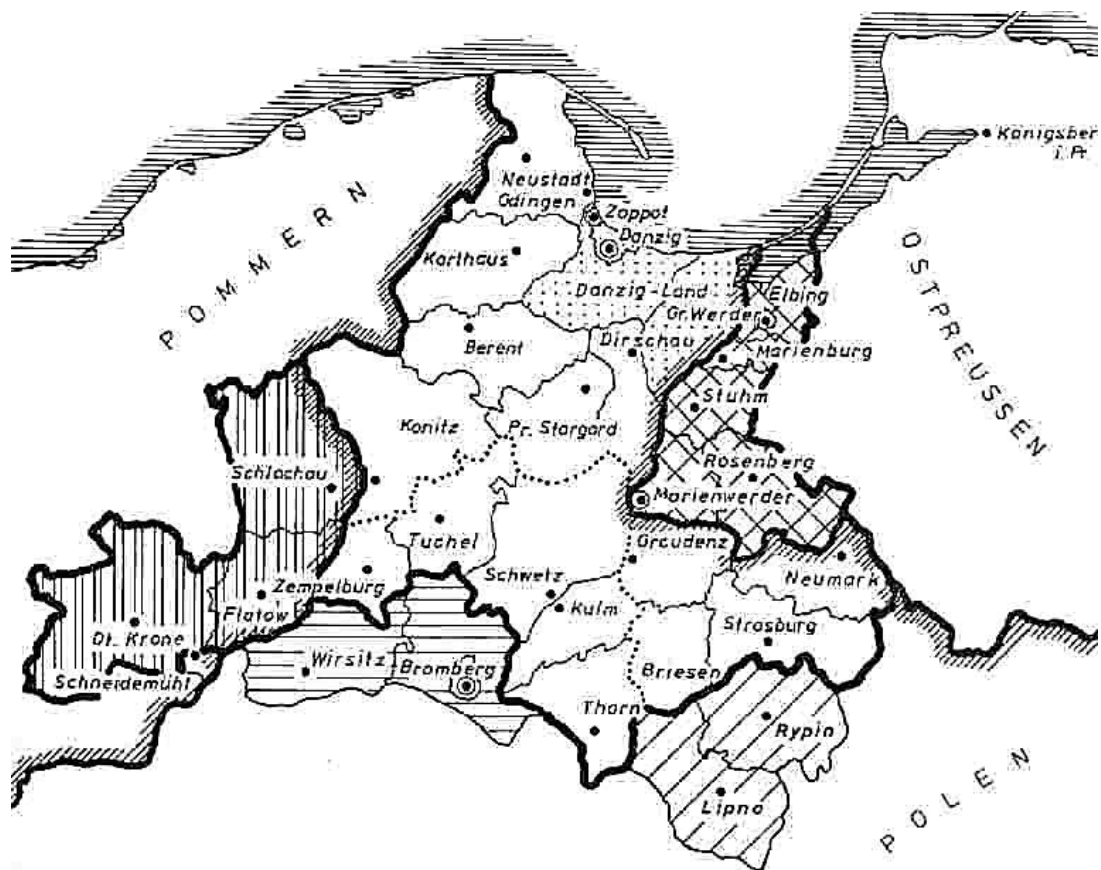 Königsber
i. Pr.
Neustadt
Gdingen
Zoppot
Danzig
POMMERN
OSTPREUSSEN
Karthaus
Danzig-Land
Elbing
Gr. Werder
Berent
Dirschau
Marienburg
Stuhm
Konitz
Pr. Stargard
Rosenberg
Schlochau
Marienwerder
Tuchel
Graudenz
Zempelburg
Schwetz
Neumark
Flatow
Kulm
Dt. Krone
Strasburg
Wirsitz
Bromberg
Briesen
Schneidemühl
Thorn
Rypin
Lipno
POLEN